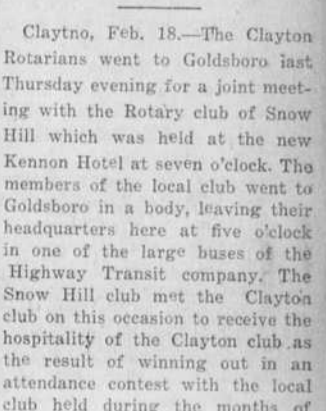 Claytno, Feb. 18.—The Clayton
Rotarians went to Goldsboro last
Thursday evening for a joint meet-
ing with the Rotary club of Snow
Hill which was held at the new
Kennon Hotel at seven o'clock. The
members of the local club went to
Goldsboro in a body, leaving their
headquarters here at five o'clock
in one of the large buses of the
Highway Transit company. The
Snow Hill club met the Clayton
club on this occasion to receive the
hospitality of the Clayton club as
the result of winning out in an
attendance contest with the local
club held during the months of